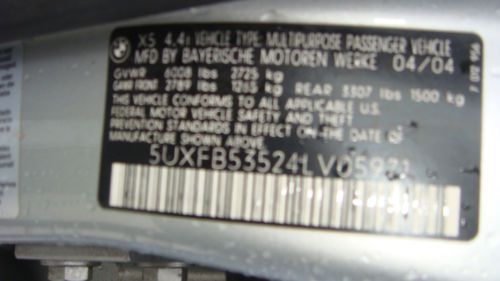 X5 4.4i VEHICLE TYPE: MULTIPURPOSE PASSENGER VEHICLE
MFD BY BAYERISCHE MOTOREN WERKE 04/04
GVWR 6008 lbs 2725 kg
GAWR FRONT 2789 lbs 1265 kg REAR 3307 lbs 1500 kg
THIS VEHICLE CONFORMS TO ALL APPLICABLE
FEDERAL MOTOR VEHICLE SAFETY AND THEFT
PREVENTION STANDARDS IN EFFECT ON THE DATE OF
MANUFACTURE SHOWN ABOVE
5UXFB53524LV05931